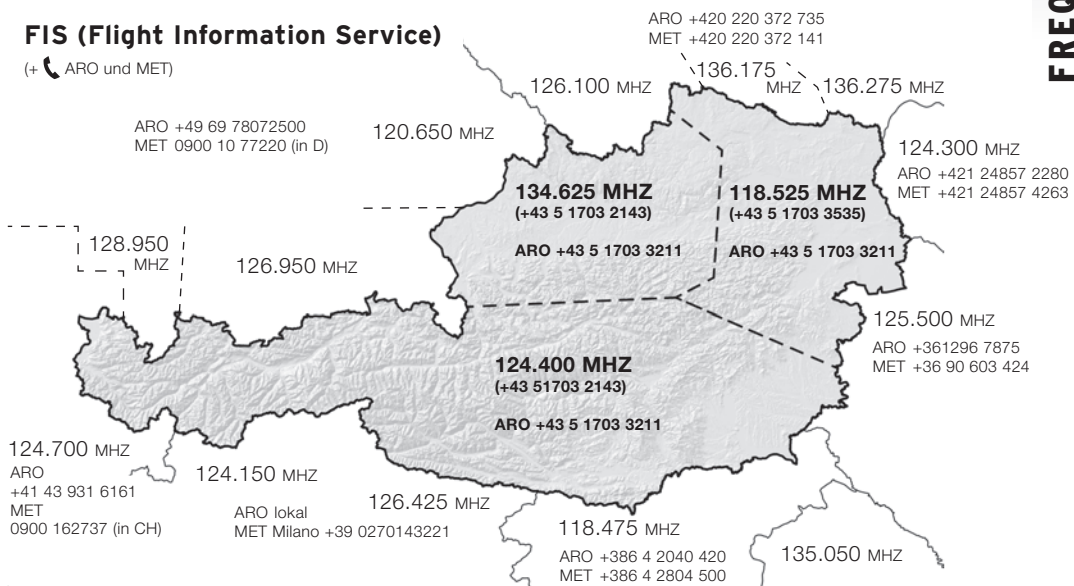 FIS (Flight Information Service)
(+ ARO und MET)
FREQ
ARO +420 220 372 735
MET +420 220 372 141
126.100 MHZ
136.175
MHZ
136.275 MHZ
ARO +49 69 78072500
MET 0900 10 77220 (in D)
120.650 MHZ
124.300 MHZ
ARO +421 24857 2280
MET +421 24857 4263
134.625 MHZ
(+43 5 1703 2143)
ARO +43 5 1703 3211
118.525 MHZ
(+43 5 1703 3535)
ARO +43 5 1703 3211
128.950
MHZ
126.950 MHZ
125.500 MHZ
ARO +361296 7875
MET +36 90 603 424
124.400 MHZ
(+43 51703 2143)
ARO +43 5 1703 3211
124.700 MHZ
ARO
+41 43 931 6161
MET
0900 162737 (in CH)
124.150 MHZ
ARO lokal
MET Milano +39 0270143221
126.425 MHZ
118.475 MHZ
ARO +386 4 2040 420
MET +386 4 2804 500
135.050 MHZ